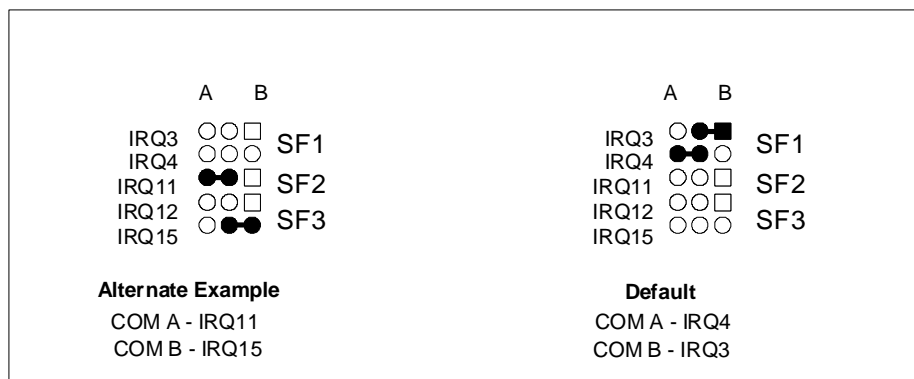 A B
IRQ3
SF1
IRQ4
IRQ11
SF2
IRQ12
SF3
IRQ15
Alternate Example
COM A - IRQ11
COM B - IRQ15
A B
IRQ3
SF1
IRQ4
IRQ11
SF2
IRQ12
SF3
IRQ15
Default
COM A - IRQ4
COM B - IRQ3